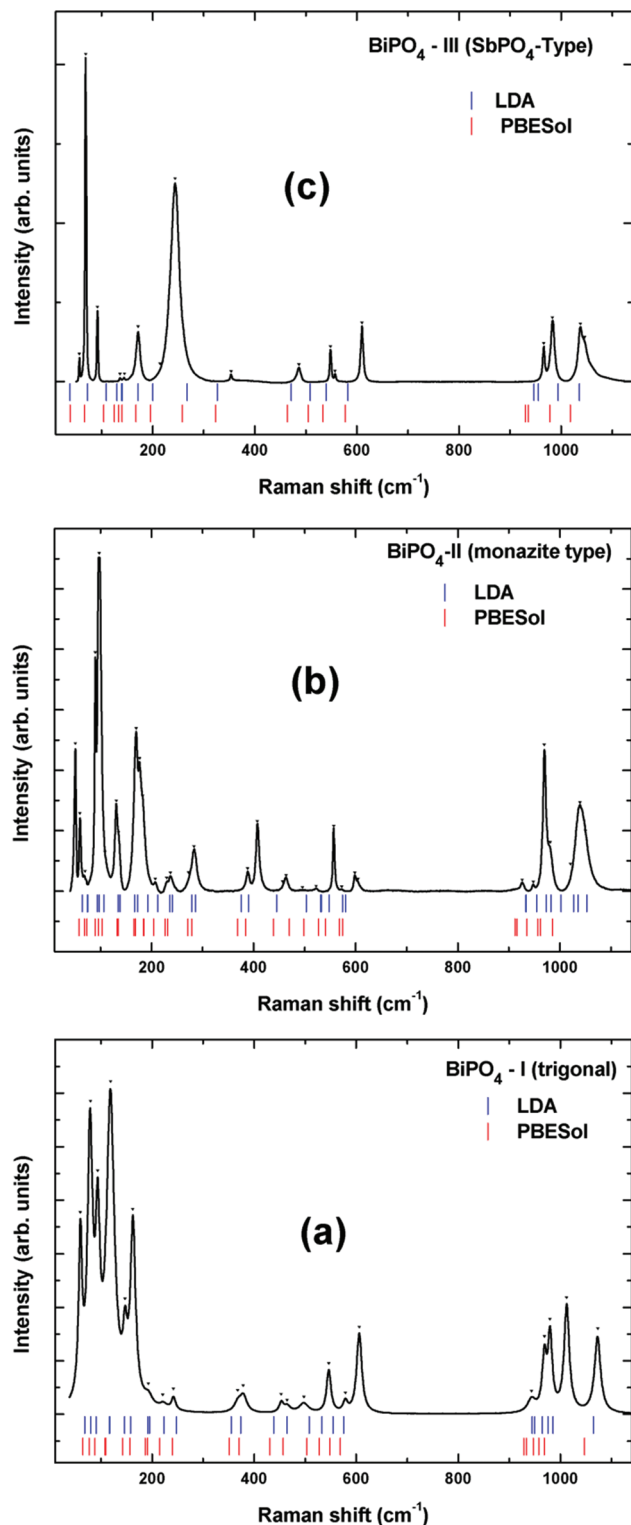 BiPO4 - III (SbPO4-Type)
LDA
PBESol
(c)
Intensity (arb. units)
200 400 600 800 1000
Raman shift (cm-1)
BiPO4-II (monazite type)
LDA
PBESol
(b)
Intensity (arb. units)
200 400 600 800 1000
Raman shift (cm-1)
BiPO4 - I (trigonal)
LDA
PBESol
(a)
Intensity (arb. units)
200 400 600 800 1000
Raman shift (cm-1)